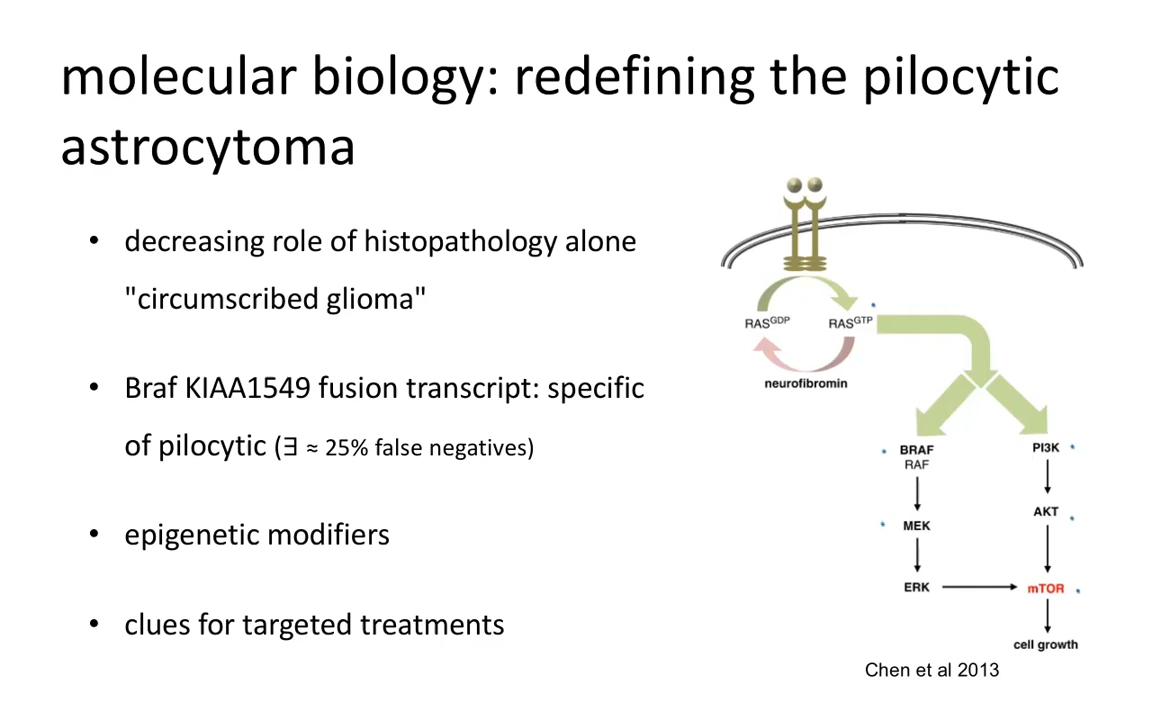 molecular biology: redefining the pilocytic
astrocytoma
• decreasing role of histopathology alone
"circumscribed glioma"
• Braf KIAA1549 fusion transcript: specific
of pilocytic (∃ ≈ 25% false negatives)
• epigenetic modifiers
• clues for targeted treatments
RASGDP
RASGTP
neurofibromin
BRAF
RAF
PI3K
MEK
AKT
ERK
mTOR
cell growth
Chen et al 2013